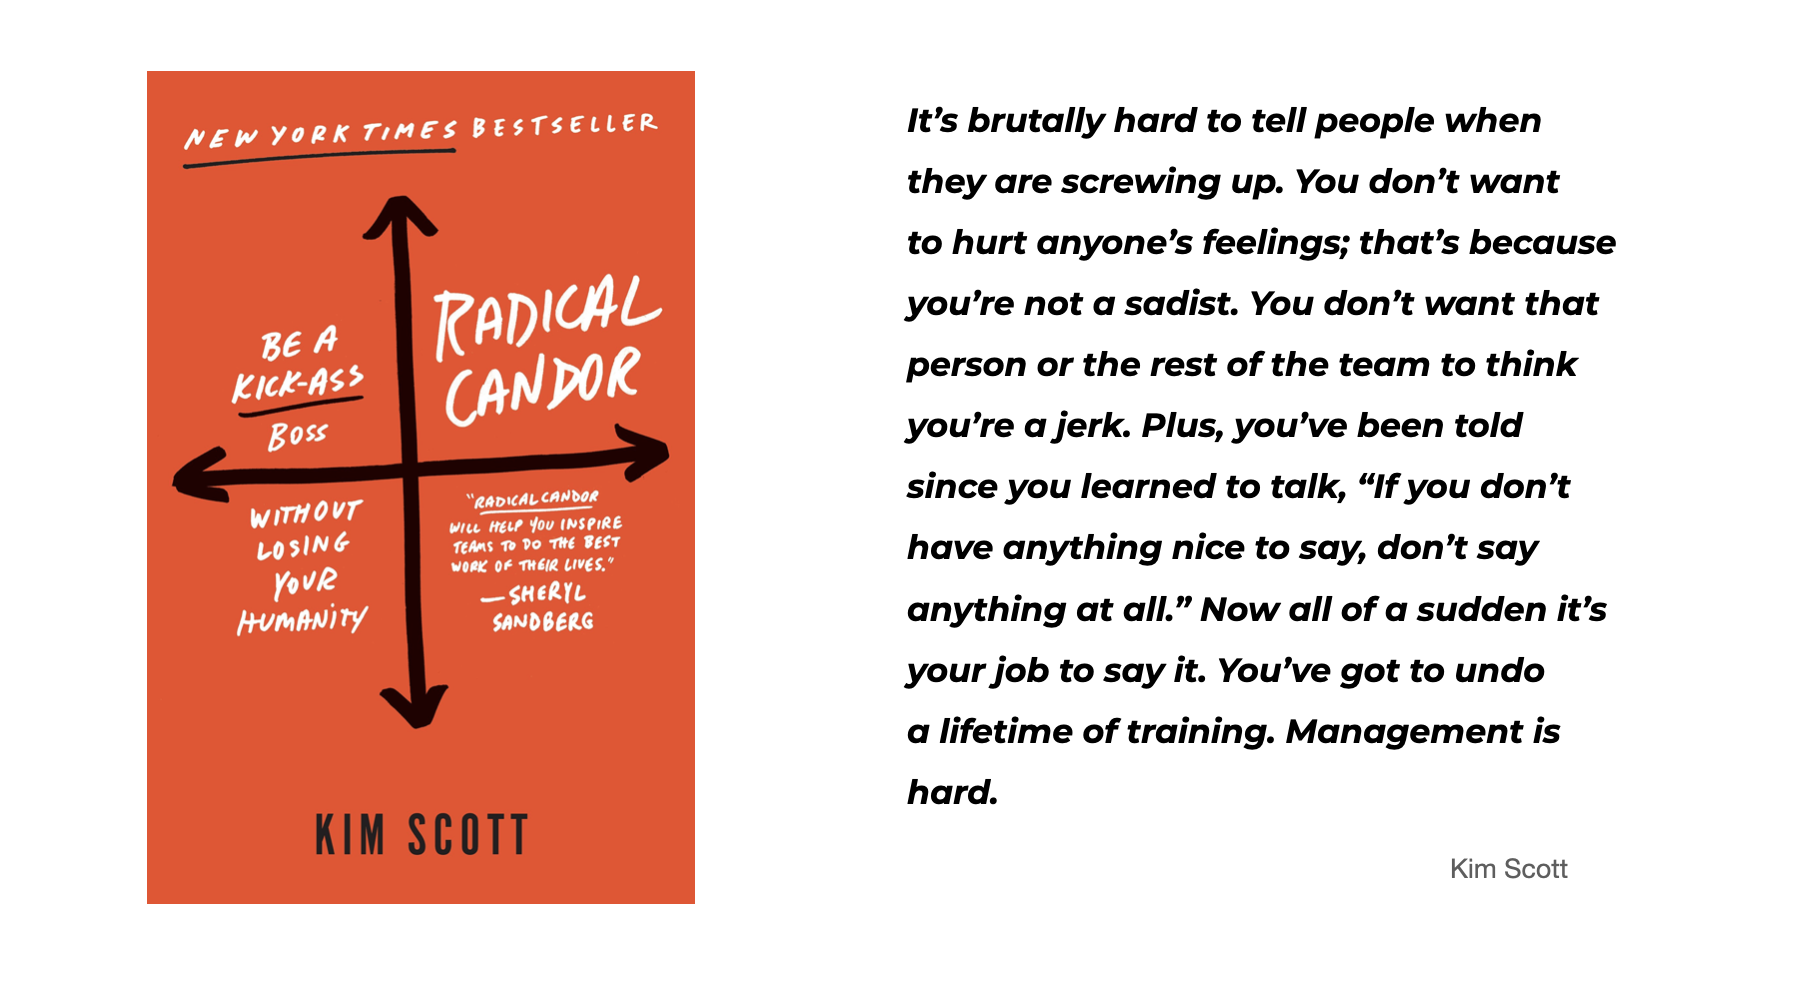 NEW YORK TIMES BESTSELLER
BE A
KICK-ASS
BOSS
RADICAL
CANDOR
WITHOUT
LOSING
YOUR
HUMANITY
"RADICAL CANDOR
WILL HELP YOU INSPIRE
TEAMS TO DO THE BEST
WORK OF THEIR LIVES."
—SHERYL
SANDBERG
KIM SCOTT
It’s brutally hard to tell people when
they are screwing up. You don’t want
to hurt anyone’s feelings; that’s because
you’re not a sadist. You don’t want that
person or the rest of the team to think
you’re a jerk. Plus, you’ve been told
since you learned to talk, “If you don’t
have anything nice to say, don’t say
anything at all.” Now all of a sudden it’s
your job to say it. You’ve got to undo
a lifetime of training. Management is
hard.
Kim Scott